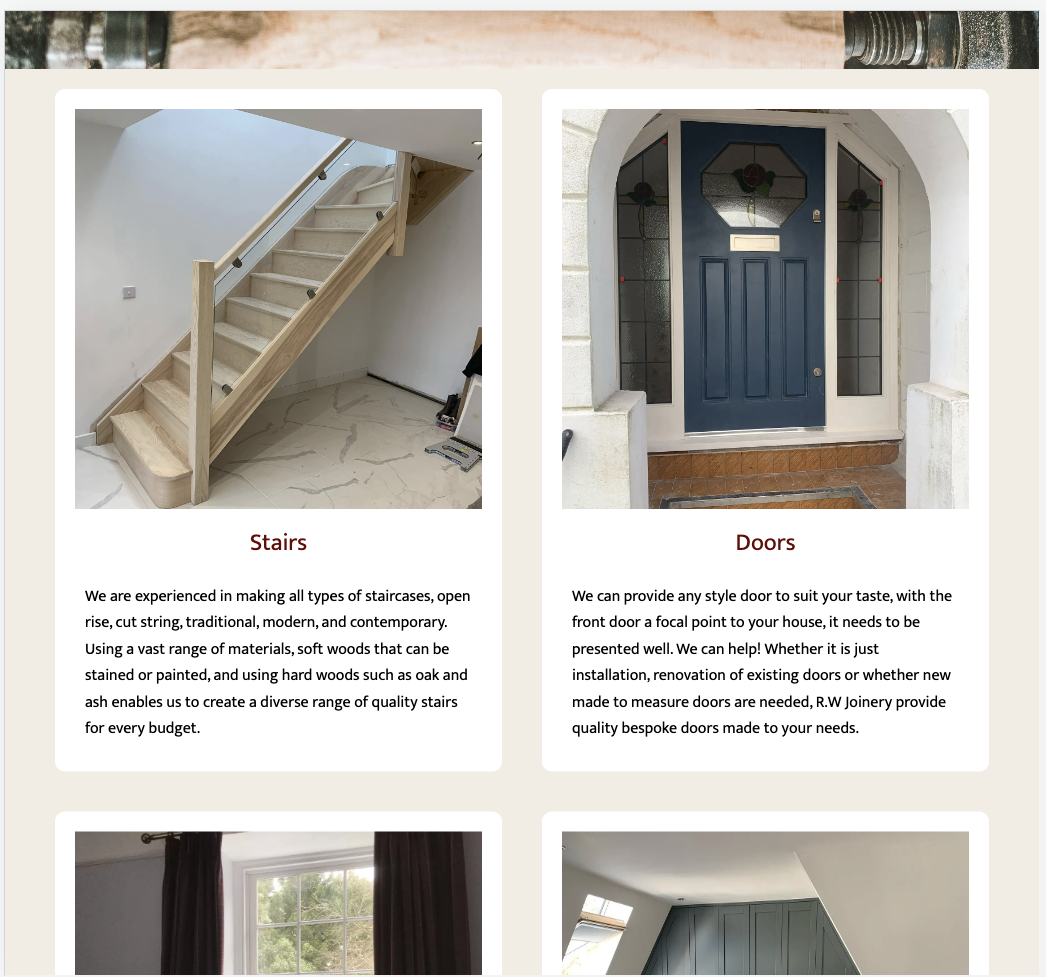 Stairs
We are experienced in making all types of staircases, open
rise, cut string, traditional, modern, and contemporary.
Using a vast range of materials, soft woods that can be
stained or painted, and using hard woods such as oak and
ash enables us to create a diverse range of quality stairs
for every budget.
Doors
We can provide any style door to suit your taste, with the
front door a focal point to your house, it needs to be
presented well. We can help! Whether it is just
installation, renovation of existing doors or whether new
made to measure doors are needed, R.W Joinery provide
quality bespoke doors made to your needs.